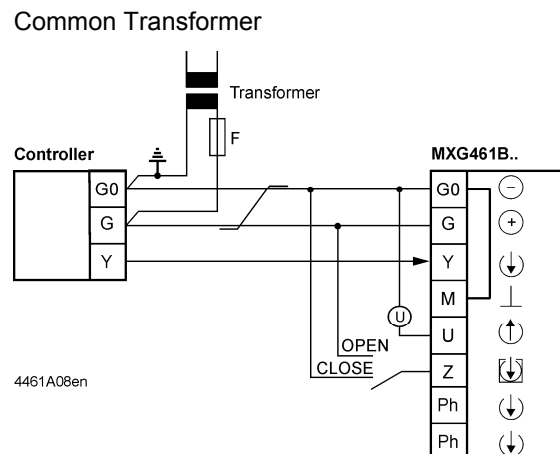 Common Transformer
Transformer
F
Controller
MXG461B..
G0
G0
G
G
Y
Y
M
U
U
OPEN
CLOSE
Z
4461A08en
Ph
Ph